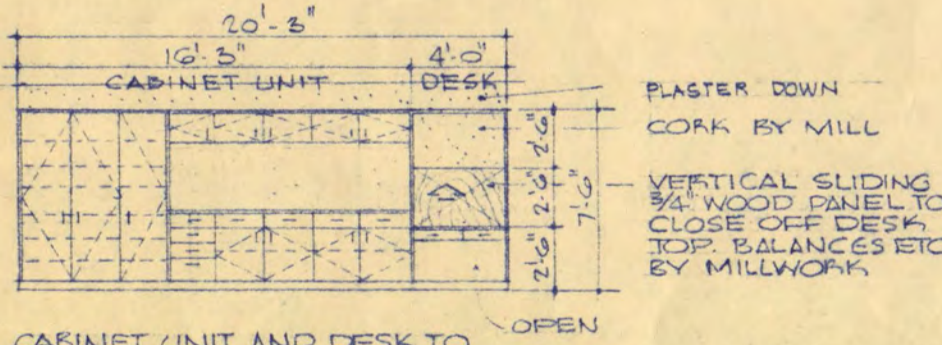 20'-3"
16'-3" 4'-0"
CABINET UNIT DESK
PLASTER DOWN
CORK BY MILL
VERTICAL SLIDING
3/4" WOOD PANEL TO
CLOSE OFF DESK
TOP. BALANCES ETC
BY MILLWORK
2'-6"
2'-6"
2'-6"
7'-6"
OPEN
CABINET UNIT AND DESK TO